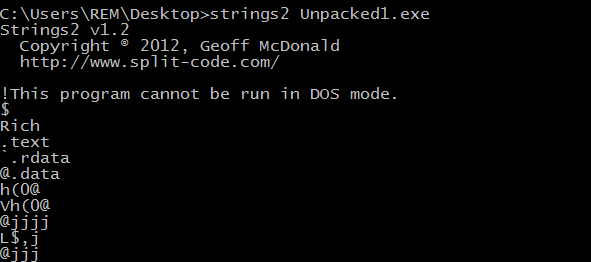 C:\Users\REM\Desktop>strings2 Unpacked1.exe
Strings2 v1.2
Copyright © 2012, Geoff McDonald
http://www.split-code.com/
!This program cannot be run in DOS mode.
$
Rich
.text
`.rdata
@.data
h(0@
Vh(0@
@jjjj
L$,j
@jjj